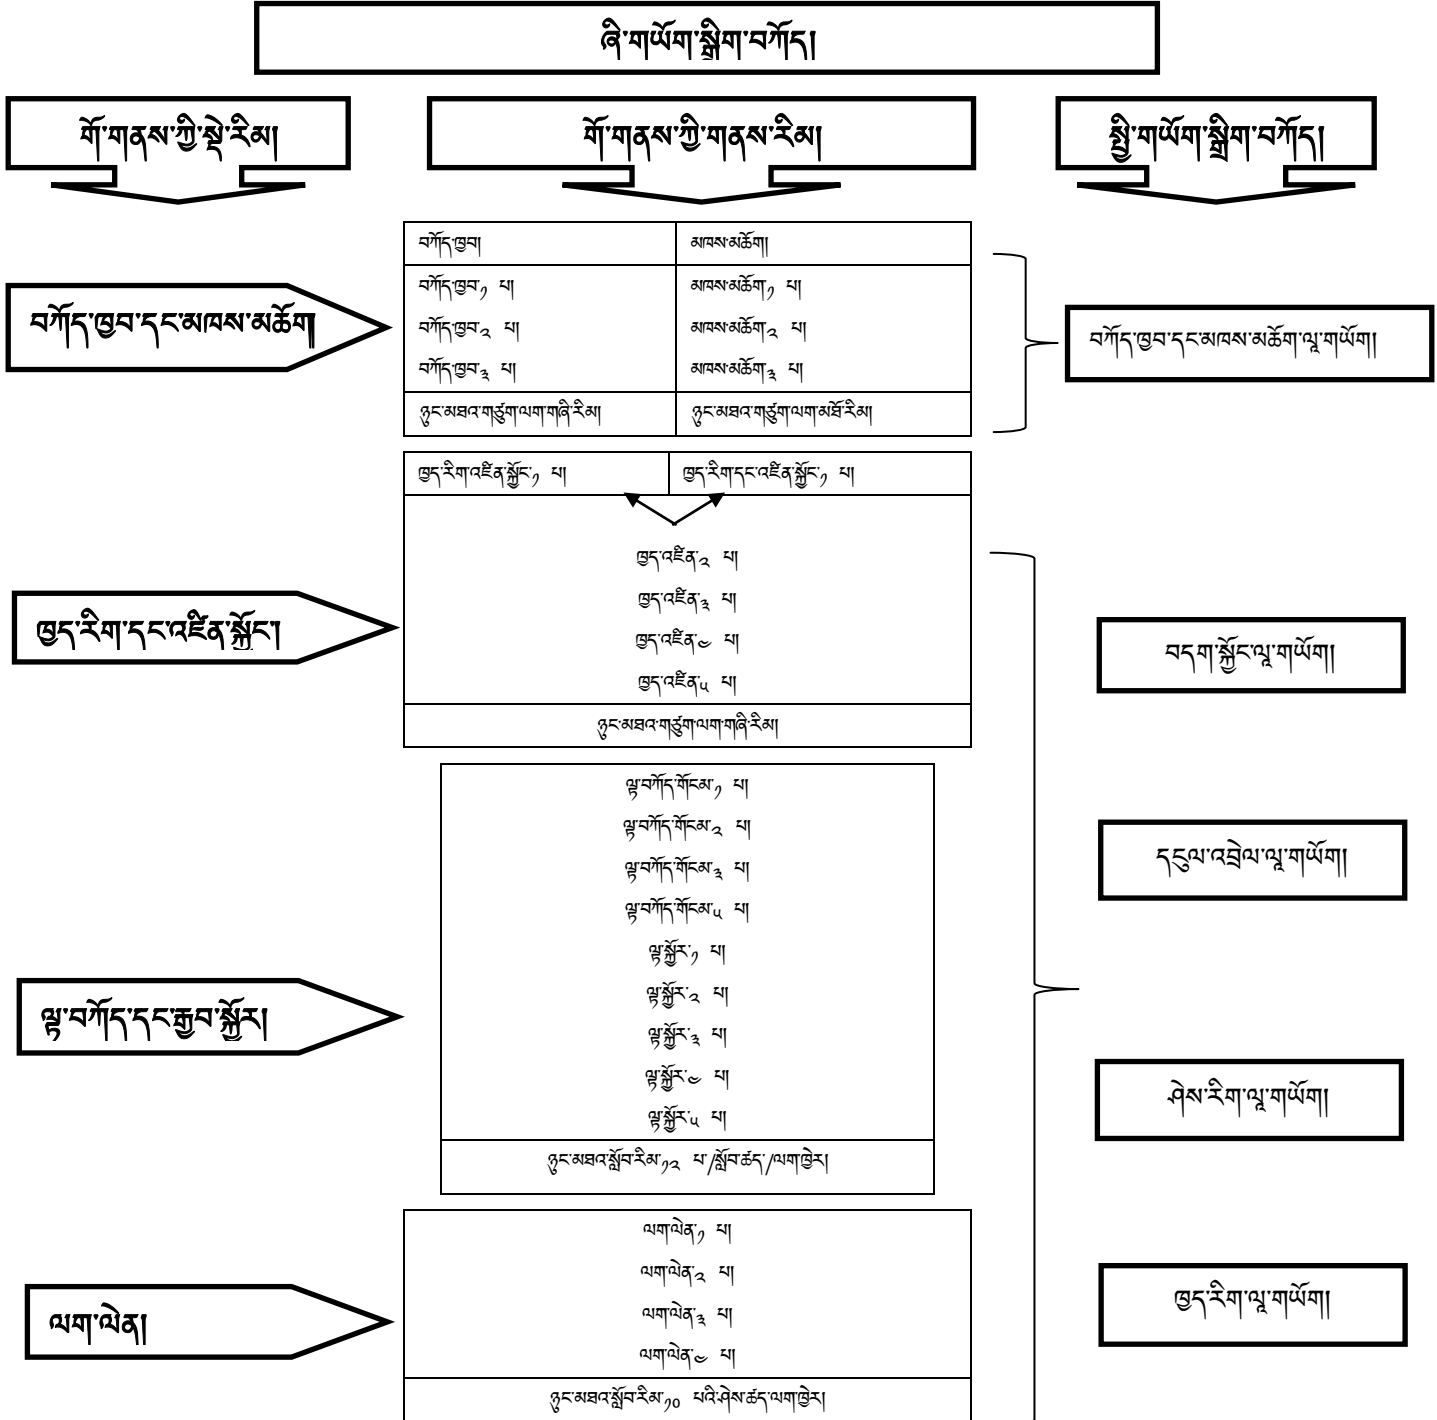 ཞི་གཡོག་སྒྲིག་བཀོད།
གོ་གནས་ཀྱི་སྡེ་རིམ།
གོ་གནས་ཀྱི་གནས་རིམ།
སྤྱི་གཡོག་སྒྲིག་བཀོད།
བཀོད་ཁྱབ་དང་མཁས་མཆོག།
བཀོད་ཁྱབ། མཁས་མཆོག།
བཀོད་ཁྱབ་༡ པ། མཁས་མཆོག་༡ པ།
བཀོད་ཁྱབ་༢ པ། མཁས་མཆོག་༢ པ།
བཀོད་ཁྱབ་༣ པ། མཁས་མཆོག་༣ པ།
ཉུང་མཐའ་གཙུག་ལག་གཞི་རིམ། ཉུང་མཐའ་གཙུག་ལག་མཐོ་རིམ།
བཀོད་ཁྱབ་དང་མཁས་མཆོག་ལཱ་གཡོག།
ཁྱད་རིག་དང་འཛིན་སྐྱོང་།
ཁྱད་རིག་འཛིན་སྐྱོང་༡ པ། ཁྱད་རིག་དང་འཛིན་སྐྱོང་༡ པ།
ཁྱད་འཛིན་༢ པ།
ཁྱད་འཛིན་༣ པ།
ཁྱད་འཛིན་༤ པ།
ཁྱད་འཛིན་༥ པ།
ཉུང་མཐའ་གཙུག་ལག་གཞི་རིམ།
བདག་སྐྱོང་ལཱ་གཡོག།
དངུལ་འབྲེལ་ལཱ་གཡོག།
ལྟ་བཀོད་དང་རྒྱབ་སྐྱོར།
ལྟ་བཀོད་གོངམ་༡ པ།
ལྟ་བཀོད་གོངམ་༢ པ།
ལྟ་བཀོད་གོངམ་༣ པ།
ལྟ་བཀོད་གོངམ་༥ པ།
ལྟ་སྐྱོར་༡ པ།
ལྟ་སྐྱོར་༢ པ།
ལྟ་སྐྱོར་༣ པ།
ལྟ་སྐྱོར་༤ པ།
ལྟ་སྐྱོར་༥ པ།
ཉུང་མཐའ་སློབ་རིམ་༡༢ པ་/སློབ་ཚད་/ལག་ཁྱེར།
ཤེས་རིག་ལཱ་གཡོག།
ཁྱད་རིག་ལཱ་གཡོག།
ལག་ལེན།
ལག་ལེན་༡ པ།
ལག་ལེན་༢ པ།
ལག་ལེན་༣ པ།
ལག་ལེན་༤ པ།
ཉུང་མཐའ་སློབ་རིམ་༡༠ པའི་ཤེས་ཚད་ལག་ཁྱེར།